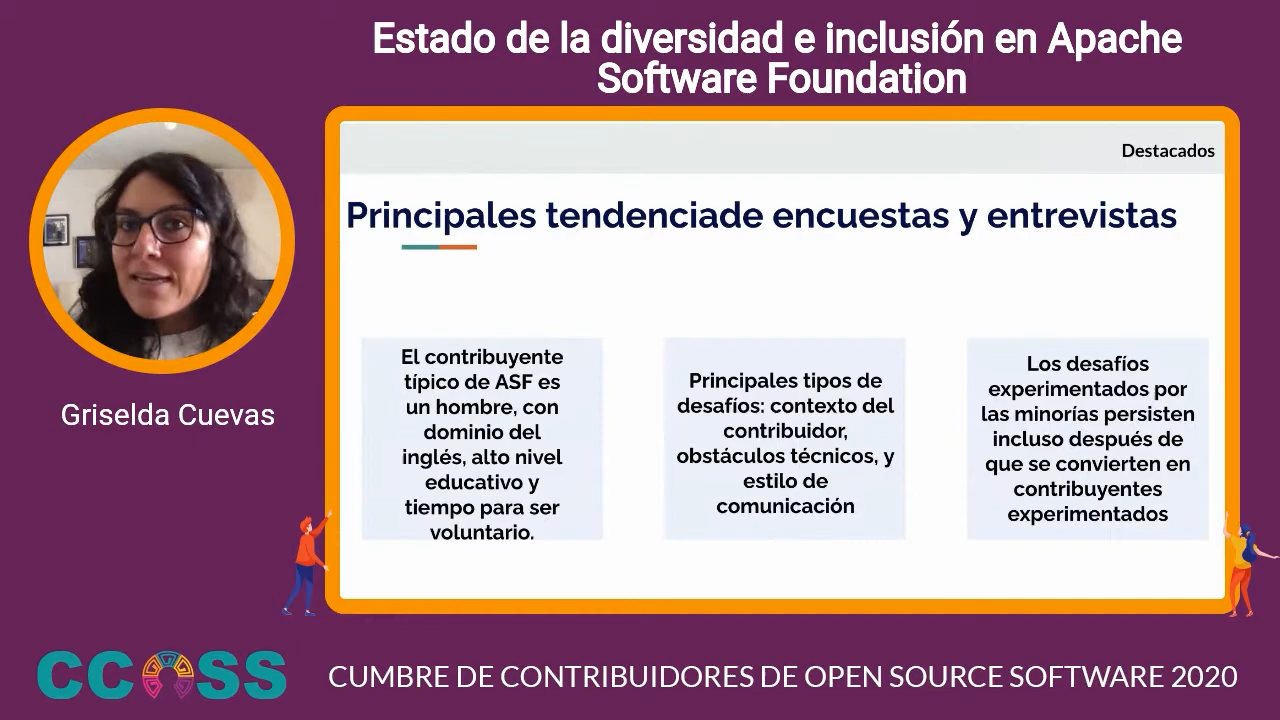 Estado de la diversidad e inclusión en Apache
Software Foundation
Destacados
Principales tendenciade encuestas y entrevistas
El contribuyente
típico de ASF es
un hombre, con
dominio del
inglés, alto nivel
educativo y
tiempo para ser
voluntario.
Principales tipos de
desafíos: contexto del
contribuidor,
obstáculos técnicos, y
estilo de
comunicación
Los desafíos
experimentados por
las minorías persisten
incluso después de
que se convierten en
contribuyentes
experimentados
Griselda Cuevas
CCOSS
CUMBRE DE CONTRIBUIDORES DE OPEN SOURCE SOFTWARE 2020